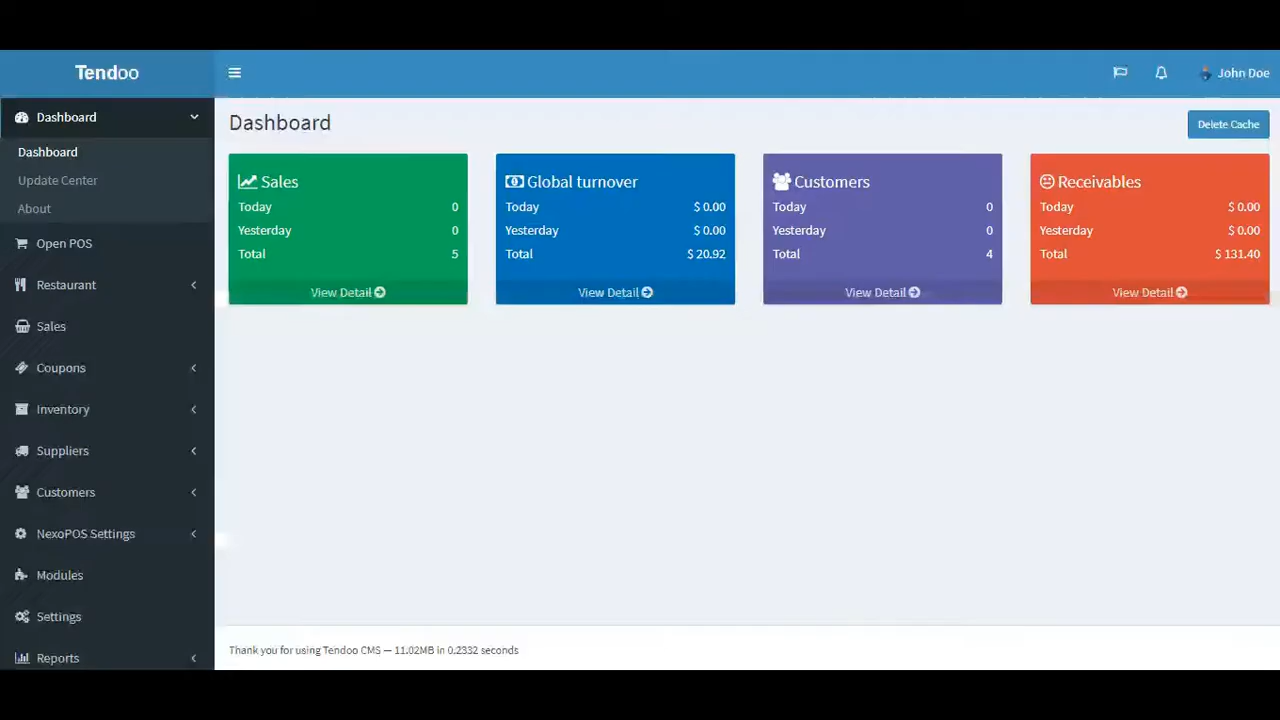 Tendoo
John Doe
Dashboard
Dashboard
Update Center
About
Open POS
Restaurant
Sales
Coupons
Inventory
Suppliers
Customers
NexoPOS Settings
Modules
Settings
Reports
Dashboard
Delete Cache
Sales
Today 0
Yesterday 0
Total 5
View Detail
Global turnover
Today $ 0.00
Yesterday $ 0.00
Total $ 20.92
View Detail
Customers
Today 0
Yesterday 0
Total 4
View Detail
Receivables
Today $ 0.00
Yesterday $ 0.00
Total $ 131.40
View Detail
Thank you for using Tendoo CMS — 11.02MB in 0.2332 seconds